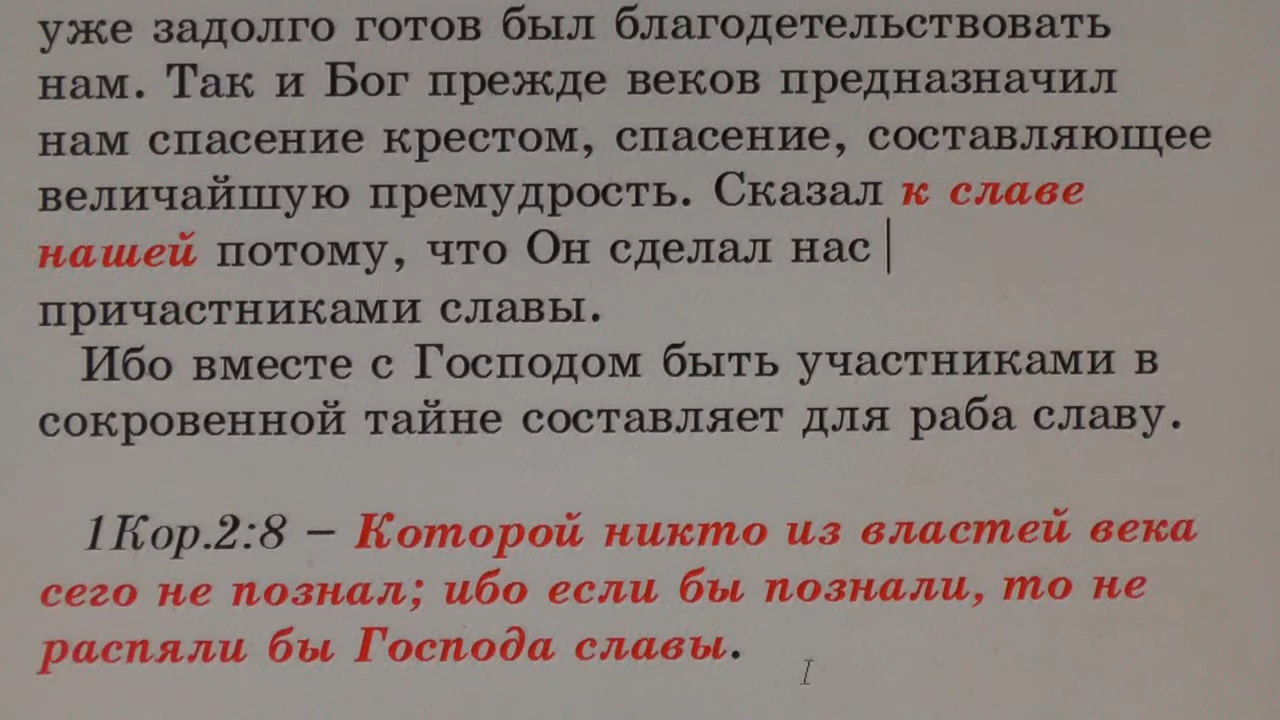 уже задолго готов был благодетельствовать
нам. Так и Бог прежде веков предназначил
нам спасение крестом, спасение, составляющее
величайшую премудрость. Сказал к славе
нашей потому, что Он сделал нас
причастниками славы.
Ибо вместе с Господом быть участниками в
сокровенной тайне составляет для раба славу.
1Кор.2:8 – Которой никто из властей века
сего не познал; ибо если бы познали, то не
распяли бы Господа славы.